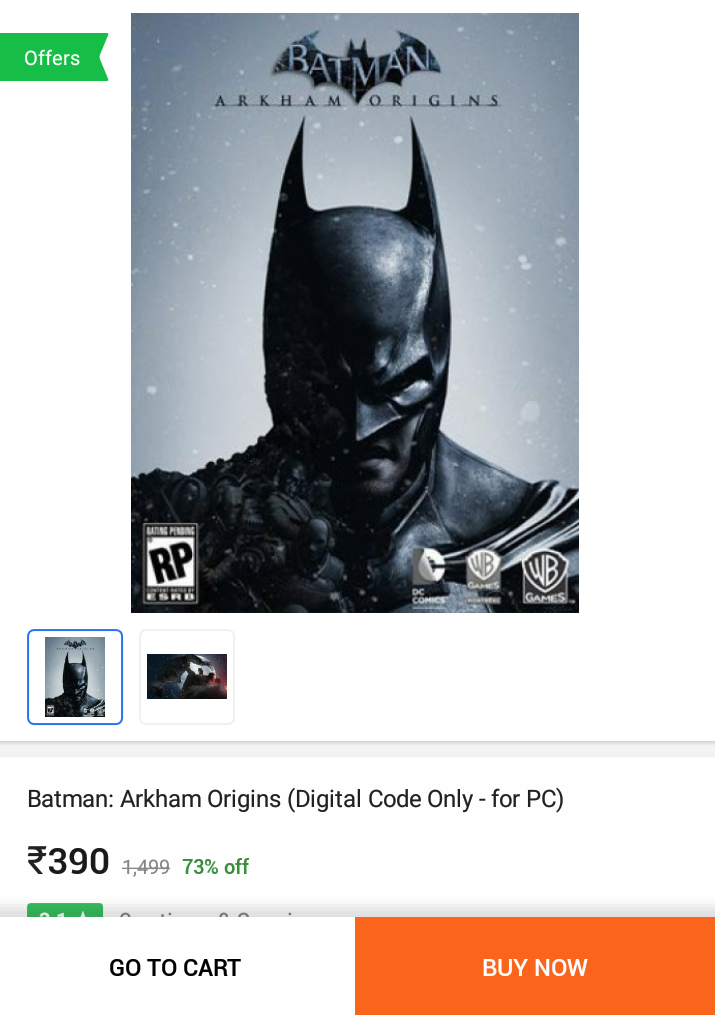 Offers
BATMAN
ARKHAM ORIGINS
RATING PENDING
RP
CONTENT RATED BY
ESRB
DC
COMICS
WB
GAMES
MONTRÉAL
WB
GAMES
Batman: Arkham Origins (Digital Code Only - for PC)
₹390 1,499 73% off
GO TO CART
BUY NOW